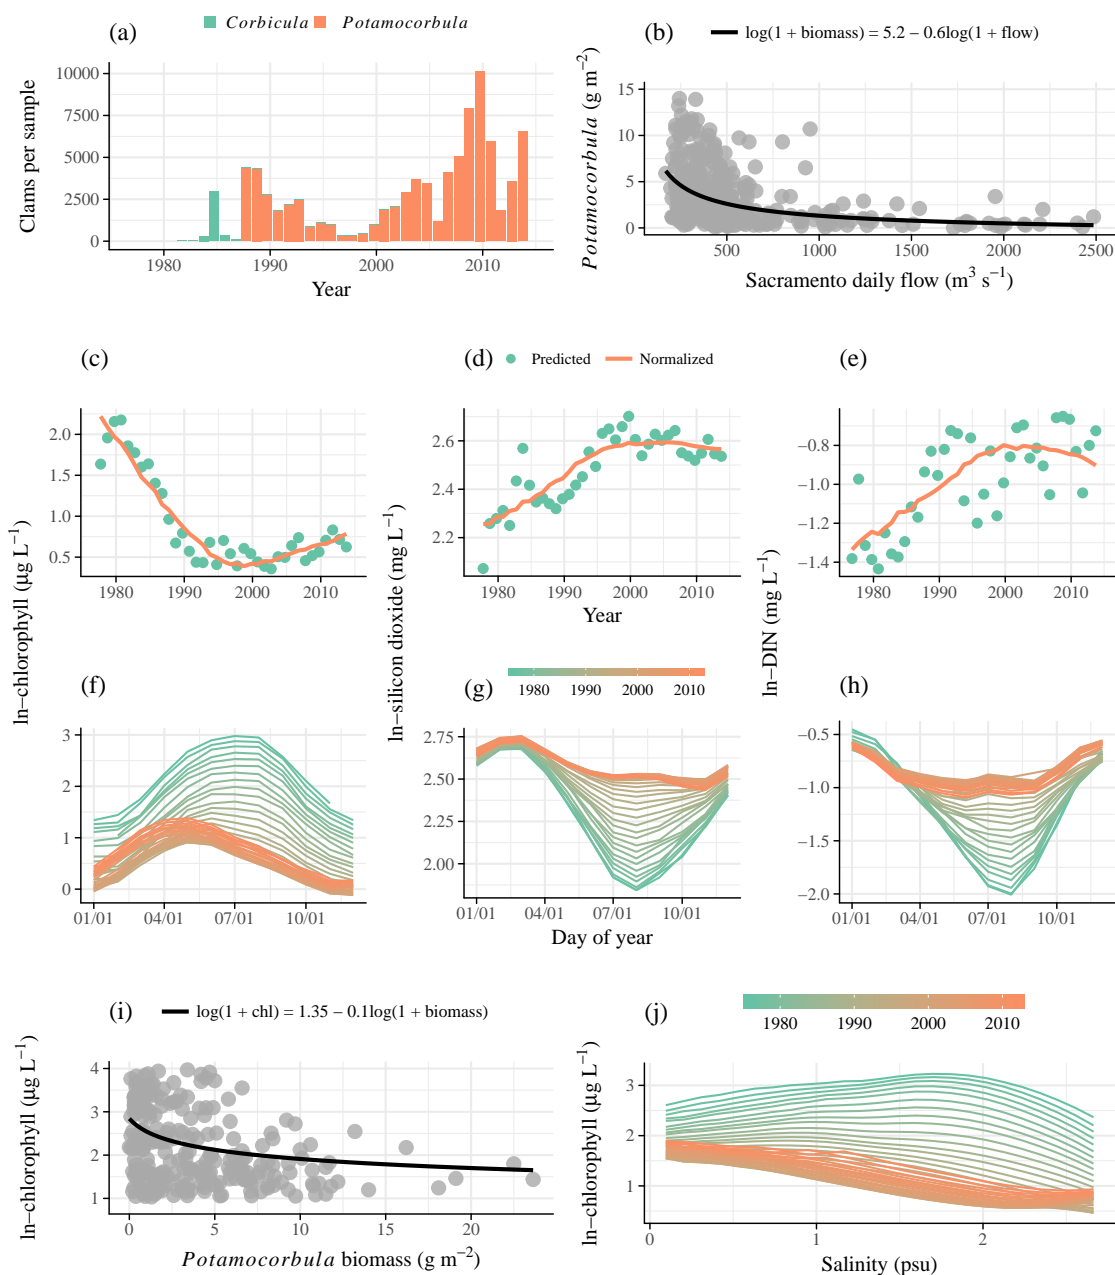 (a)
Corbicula Potamocorbula
Clams per sample
10000
7500
5000
2500
0
1980 1990 2000 2010
Year
(b)
log(1 + biomass) = 5.2 − 0.6log(1 + flow)
Potamocorbula (g m−2)
15
10
5
0
500 1000 1500 2000 2500
Sacramento daily flow (m3 s−1)
(c)
ln−chlorophyll (μg L−1)
2.0
1.5
1.0
0.5
1980 1990 2000 2010
(d)
Predicted Normalized
ln−silicon dioxide (mg L−1)
2.6
2.4
2.2
1980 1990 2000 2010
Year
(e)
ln−DIN (mg L−1)
−0.8
−1.0
−1.2
−1.4
1980 1990 2000 2010
(f)
3
2
1
0
01/01 04/01 07/01 10/01
(g)
1980 1990 2000 2010
2.75
2.50
2.25
2.00
01/01 04/01 07/01 10/01
Day of year
(h)
−0.5
−1.0
−1.5
−2.0
01/01 04/01 07/01 10/01
(i)
log(1 + chl) = 1.35 − 0.1log(1 + biomass)
ln−chlorophyll (μg L−1)
4
3
2
1
0 5 10 15 20
Potamocorbula biomass (g m−2)
(j)
1980 1990 2000 2010
ln−chlorophyll (μg L−1)
3
2
1
0 1 2
Salinity (psu)